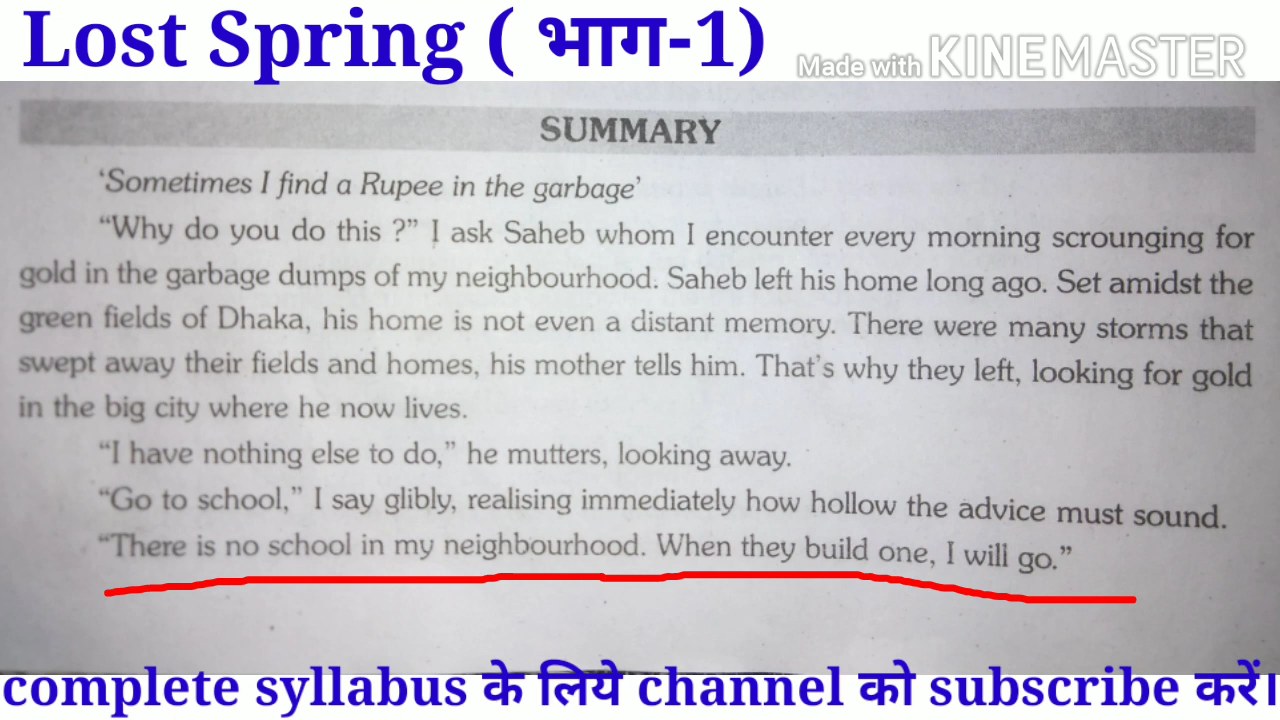 Lost Spring ( भाग-1)
Made with KINEMASTER
SUMMARY
‘Sometimes I find a Rupee in the garbage’
“Why do you do this ?” I ask Saheb whom I encounter every morning scrounging for
gold in the garbage dumps of my neighbourhood. Saheb left his home long ago. Set amidst the
green fields of Dhaka, his home is not even a distant memory. There were many storms that
swept away their fields and homes, his mother tells him. That’s why they left, looking for gold
in the big city where he now lives.
“I have nothing else to do,” he mutters, looking away.
“Go to school,” I say glibly, realising immediately how hollow the advice must sound.
“There is no school in my neighbourhood. When they build one, I will go.”
complete syllabus के लिये channel को subscribe करें।